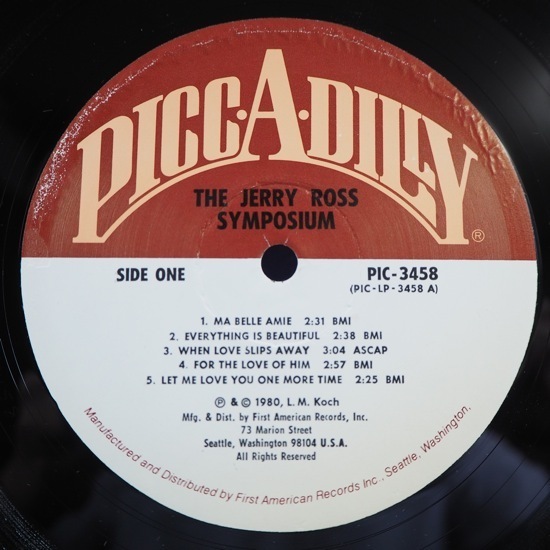 PICC·A·DILLY®
THE JERRY ROSS
SYMPOSIUM
SIDE ONE
PIC-3458
(PIC-LP-3458 A)
1. MA BELLE AMIE 2:31 BMI
2. EVERYTHING IS BEAUTIFUL 2:38 BMI
3. WHEN LOVE SLIPS AWAY 3:04 ASCAP
4. FOR THE LOVE OF HIM 2:57 BMI
5. LET ME LOVE YOU ONE MORE TIME 2:25 BMI
℗ & © 1980, L.M. Koch
Mfg. & Dist. by First American Records, Inc.
73 Marion Street
Seattle, Washington 98104 U.S.A.
All Rights Reserved
Manufactured and Distributed by First American Records Inc., Seattle, Washington.